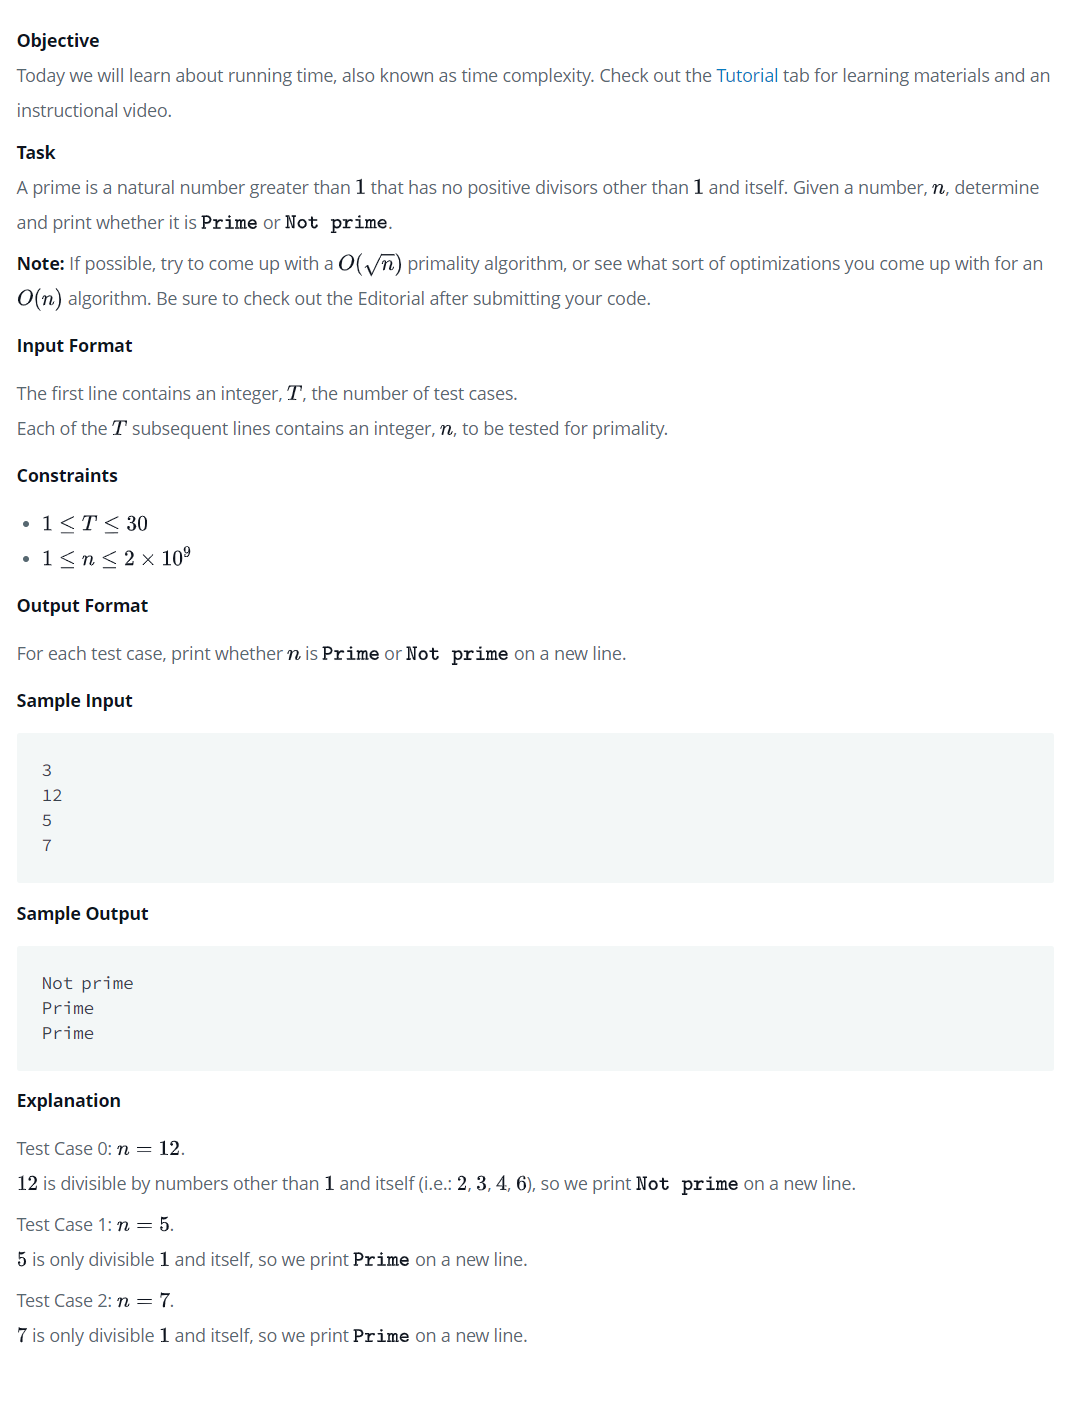 Objective
Today we will learn about running time, also known as time complexity. Check out the Tutorial tab for learning materials and an
instructional video.
Task
A prime is a natural number greater than 1 that has no positive divisors other than 1 and itself. Given a number, n, determine
and print whether it is Prime or Not prime.
Note: If possible, try to come up with a O(√n) primality algorithm, or see what sort of optimizations you come up with for an
O(n) algorithm. Be sure to check out the Editorial after submitting your code.
Input Format
The first line contains an integer, T, the number of test cases.
Each of the T subsequent lines contains an integer, n, to be tested for primality.
Constraints
• 1 ≤ T ≤ 30
• 1 ≤ n ≤ 2 × 10⁹
Output Format
For each test case, print whether n is Prime or Not prime on a new line.
Sample Input
3
12
5
7
Sample Output
Not prime
Prime
Prime
Explanation
Test Case 0: n = 12.
12 is divisible by numbers other than 1 and itself (i.e.: 2, 3, 4, 6), so we print Not prime on a new line.
Test Case 1: n = 5.
5 is only divisible 1 and itself, so we print Prime on a new line.
Test Case 2: n = 7.
7 is only divisible 1 and itself, so we print Prime on a new line.